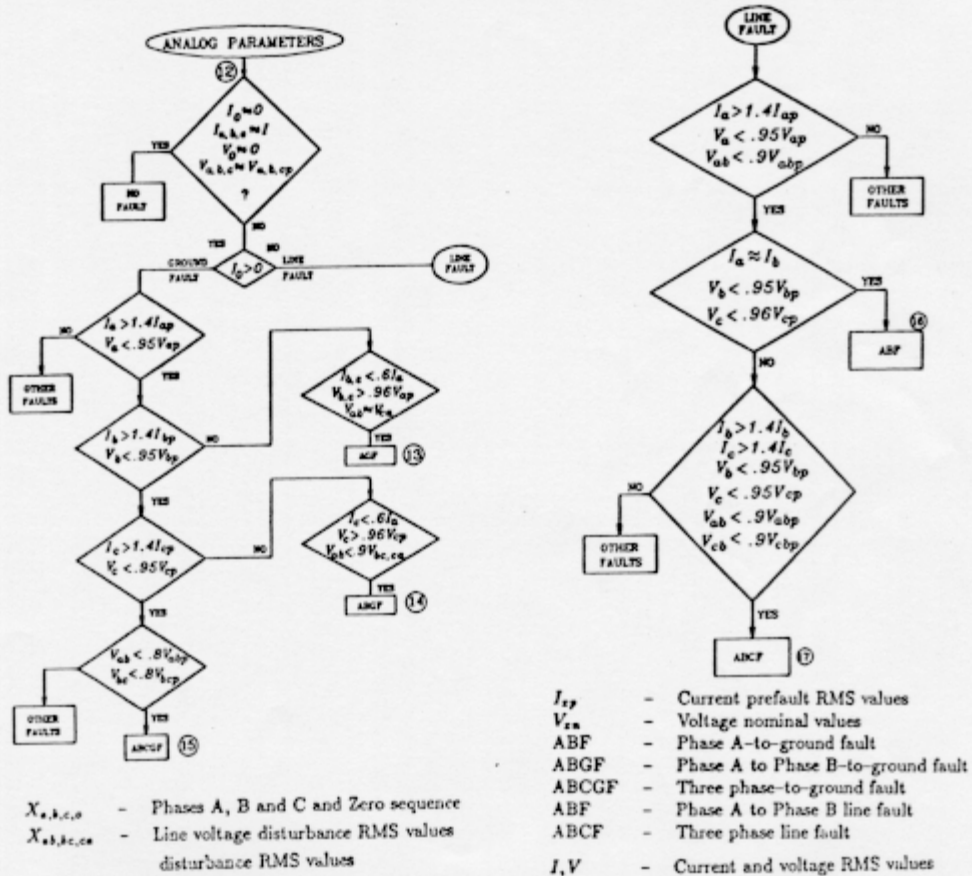 ANALOG PARAMETERS
12
I₀≈0
I a,b,c≈I
V₀≈0
V a,b,c≈V a,b,cp
?
YES
NO FAULT
NO
YES
NO
I₀>0
GROUND FAULT
LINE FAULT
LINE FAULT
Ia>1.4Iap
Va<.95Vap
NO
OTHER FAULTS
YES
Ib>1.4Ibp
Vb<.95Vbp
NO
Ib,c<.6Ia
Vb,c>.96Vap
Vab≈Vca
YES
AGF
13
YES
Ic>1.4Icp
Vc<.95Vcp
NO
Ic<.6Ia
Vc>.96Vcp
Vab<.9Vbc,ca
YES
ABGF
14
YES
Vab<.8Vabp
Vbc<.8Vbcp
OTHER FAULTS
YES
ABCGF
15
Xa,b,c,o - Phases A, B and C and Zero sequence
Xab,bc,ca - Line voltage disturbance RMS values
disturbance RMS values
LINE FAULT
Ia>1.4Iap
Va<.95Vap
Vab<.9Vabp
NO
OTHER FAULTS
YES
Ia≈Ib
Vb<.95Vbp
Vc<.96Vcp
YES
16
ABF
NO
Ib>1.4Ib
Ic>1.4Ic
Vb<.95Vbp
Vc<.95Vcp
Vab<.9Vabp
Vcb<.9Vcbp
NO
OTHER FAULTS
YES
ABCF
17
Ixp - Current prefault RMS values
Vxn - Voltage nominal values
ABF - Phase A-to-ground fault
ABGF - Phase A to Phase B-to-ground fault
ABCGF - Three phase-to-ground fault
ABF - Phase A to Phase B line fault
ABCF - Three phase line fault
I,V - Current and voltage RMS values